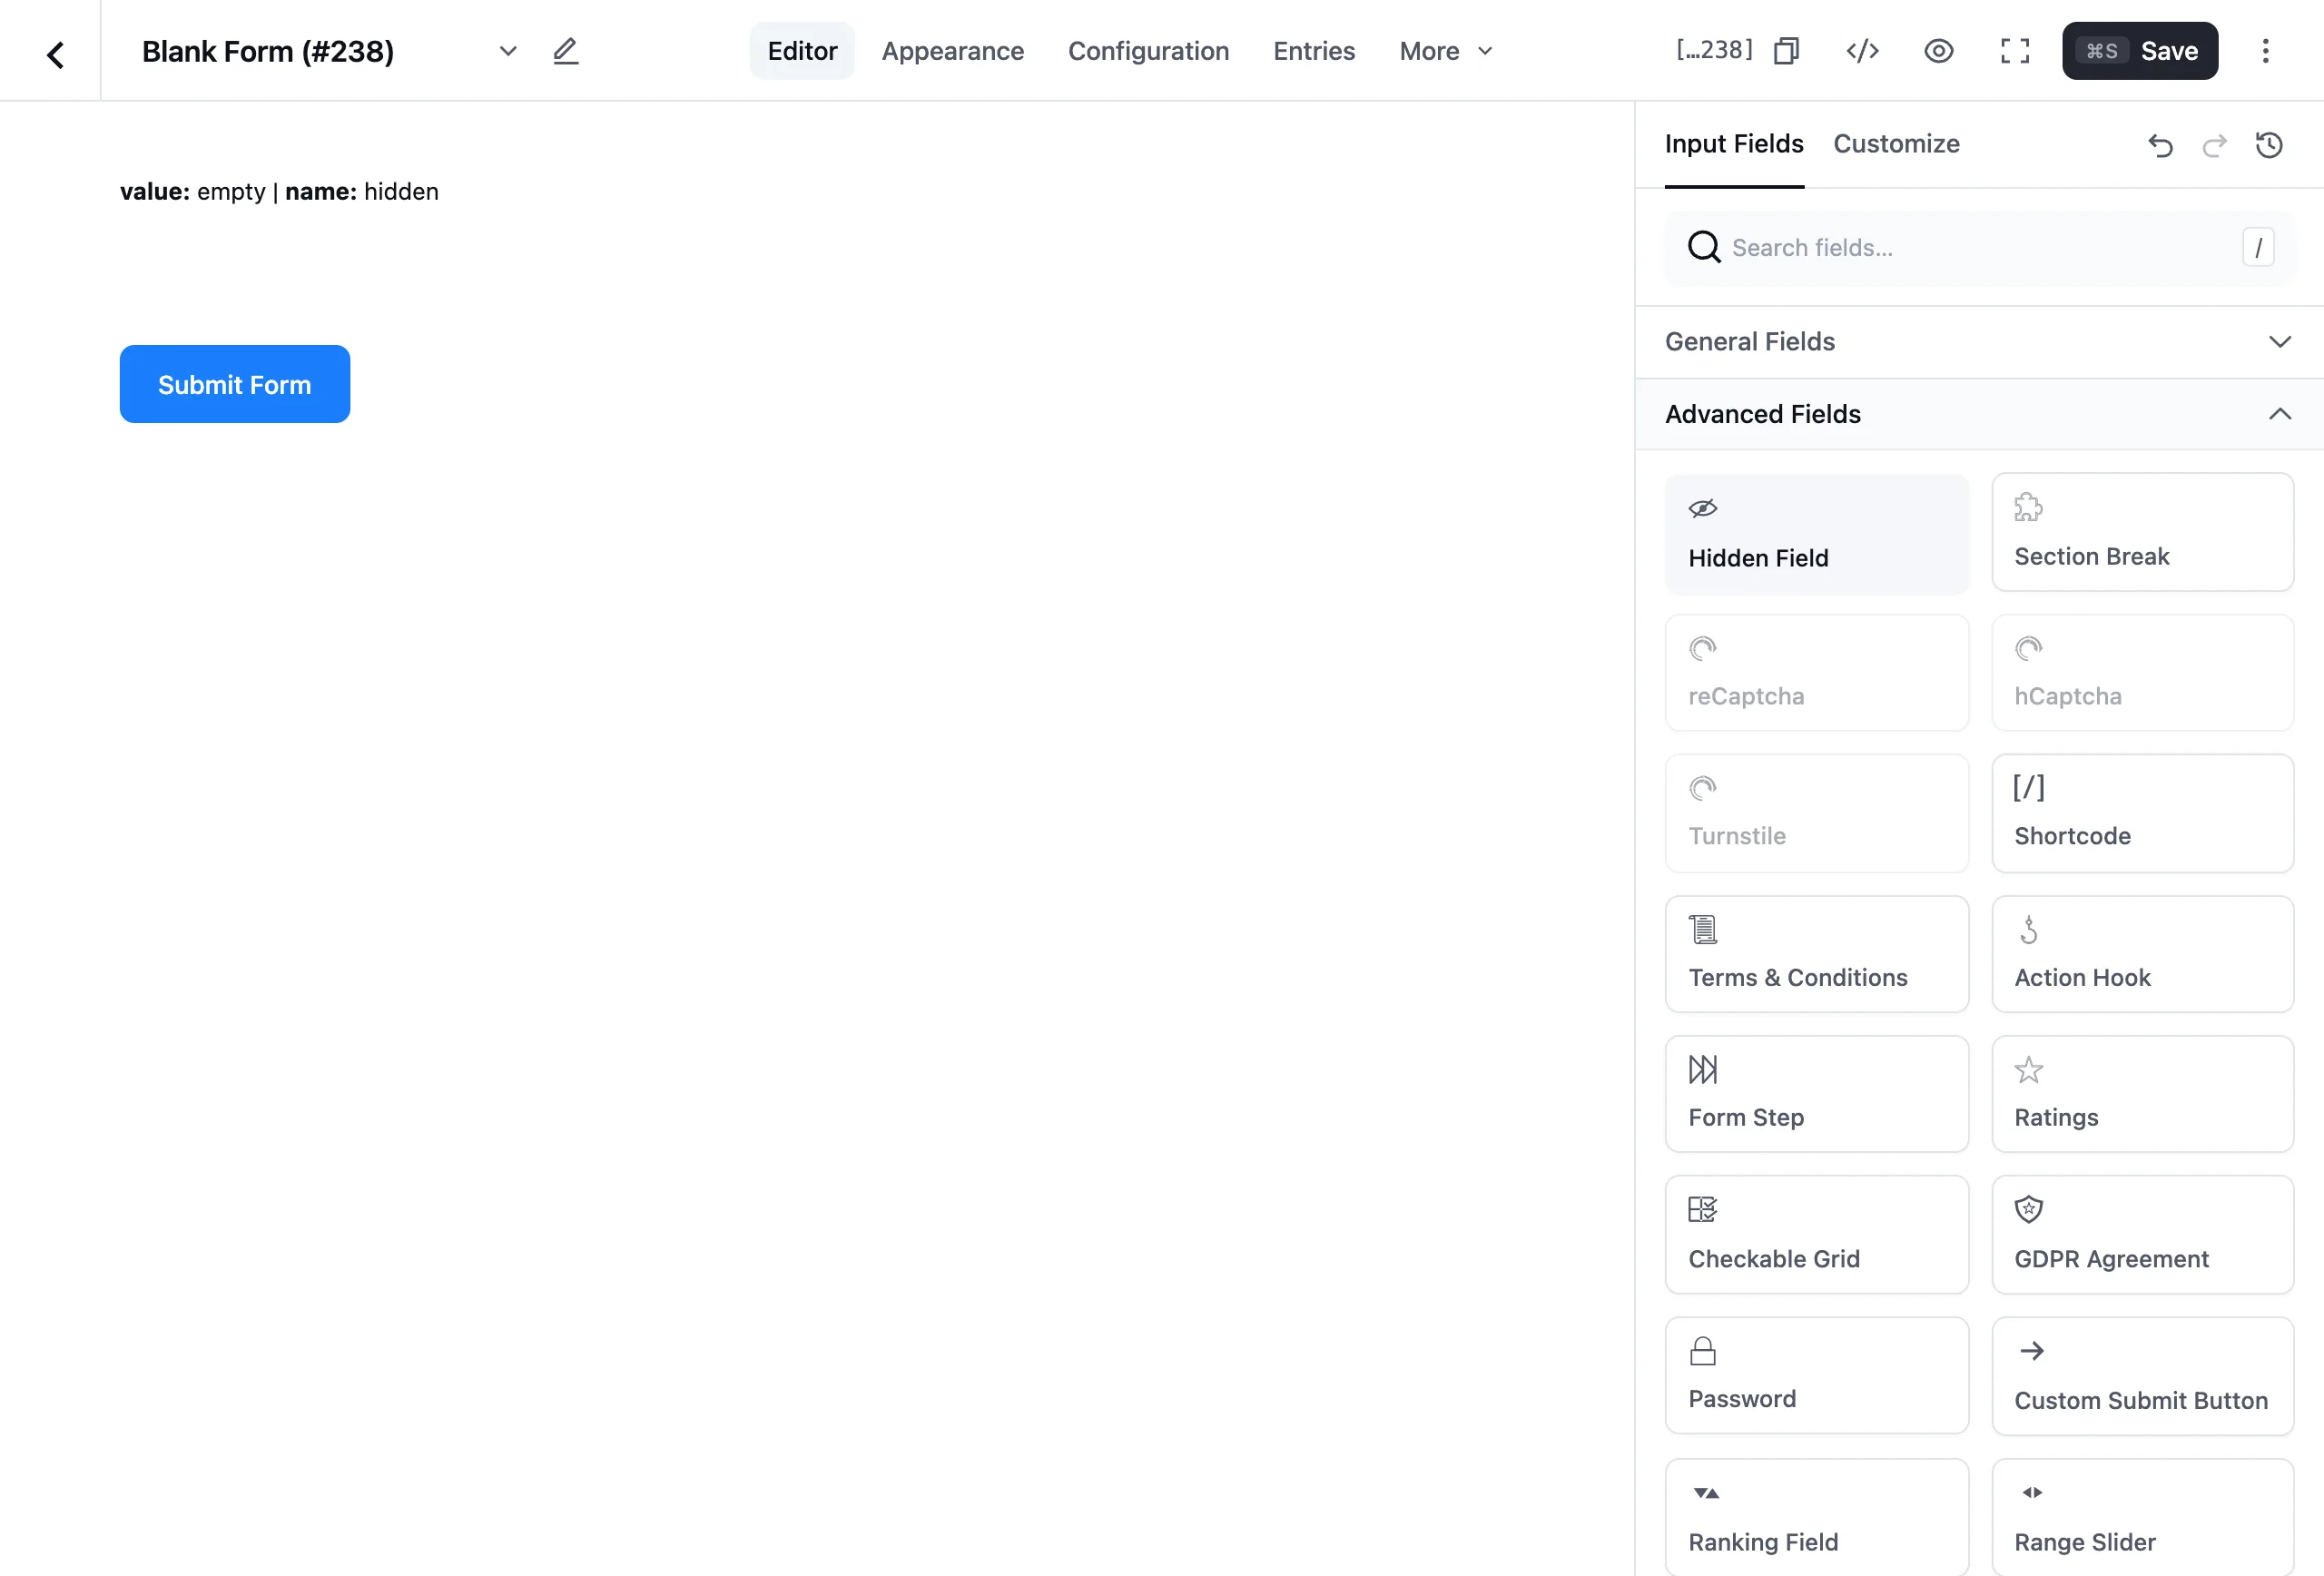 Blank Form (#238)
Editor
Appearance
Configuration
Entries
More
[...238]
⌘S Save
value: empty | name: hidden
Submit Form
Input Fields
Customize
Search fields...
/
General Fields
Advanced Fields
Hidden Field
Section Break
reCaptcha
hCaptcha
Turnstile
[/]
Shortcode
Terms & Conditions
Action Hook
Form Step
Ratings
Checkable Grid
GDPR Agreement
Password
Custom Submit Button
Ranking Field
Range Slider